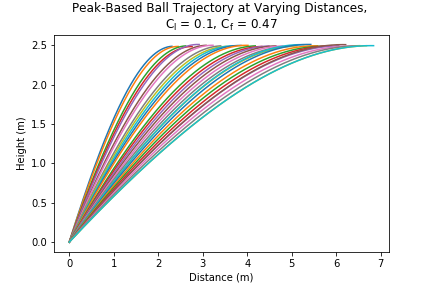 Peak-Based Ball Trajectory at Varying Distances,
C_l = 0.1, C_f = 0.47
2.5
2.0
1.5
1.0
0.5
0.0
Height (m)
0 1 2 3 4 5 6 7
Distance (m)